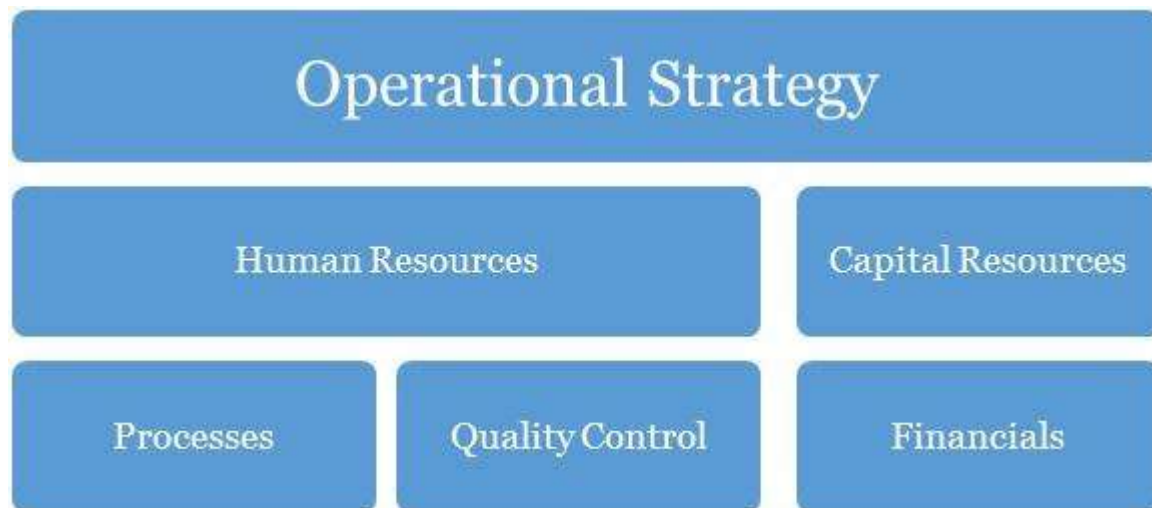 Operational Strategy
Human Resources
Capital Resources
Processes
Quality Control
Financials